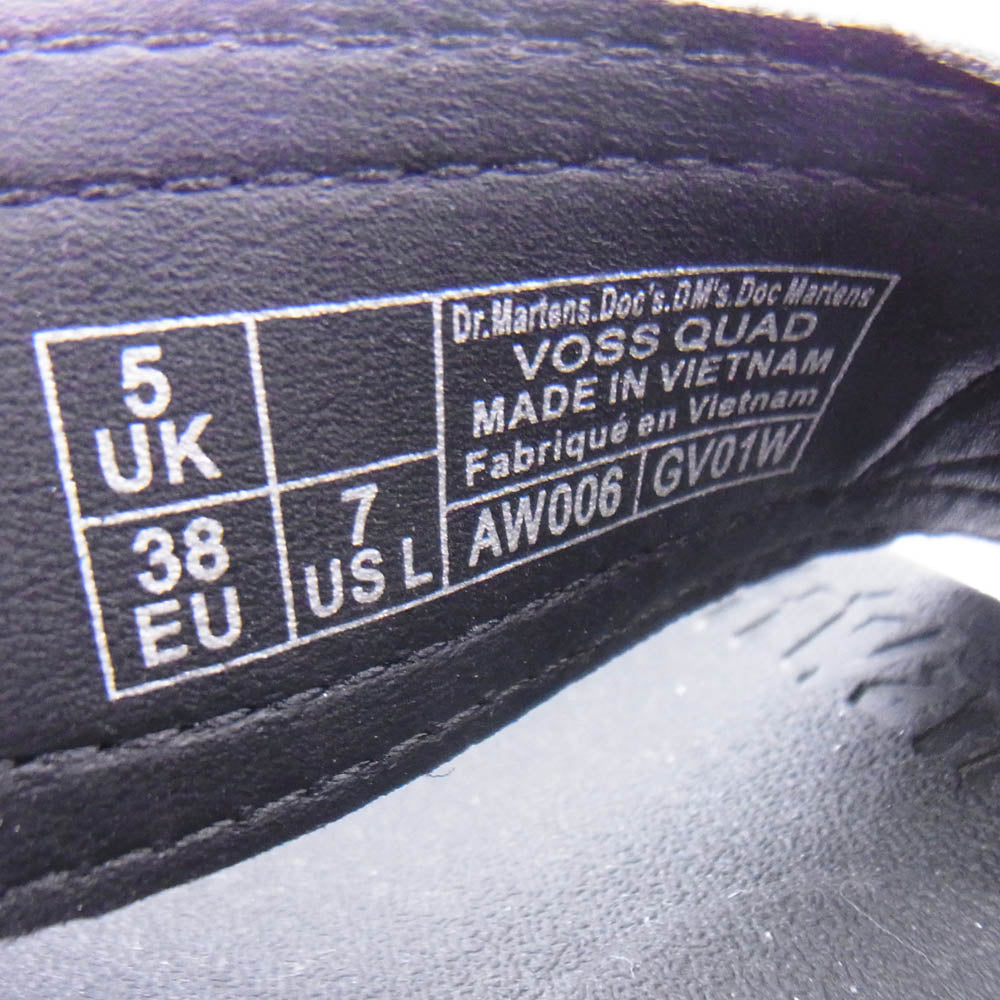 5
UK
38
EU
7
US L
Dr.Martens.Doc's.DM's.Doc Martens
VOSS QUAD
MADE IN VIETNAM
Fabriqué en Vietnam
AW006 GV01W